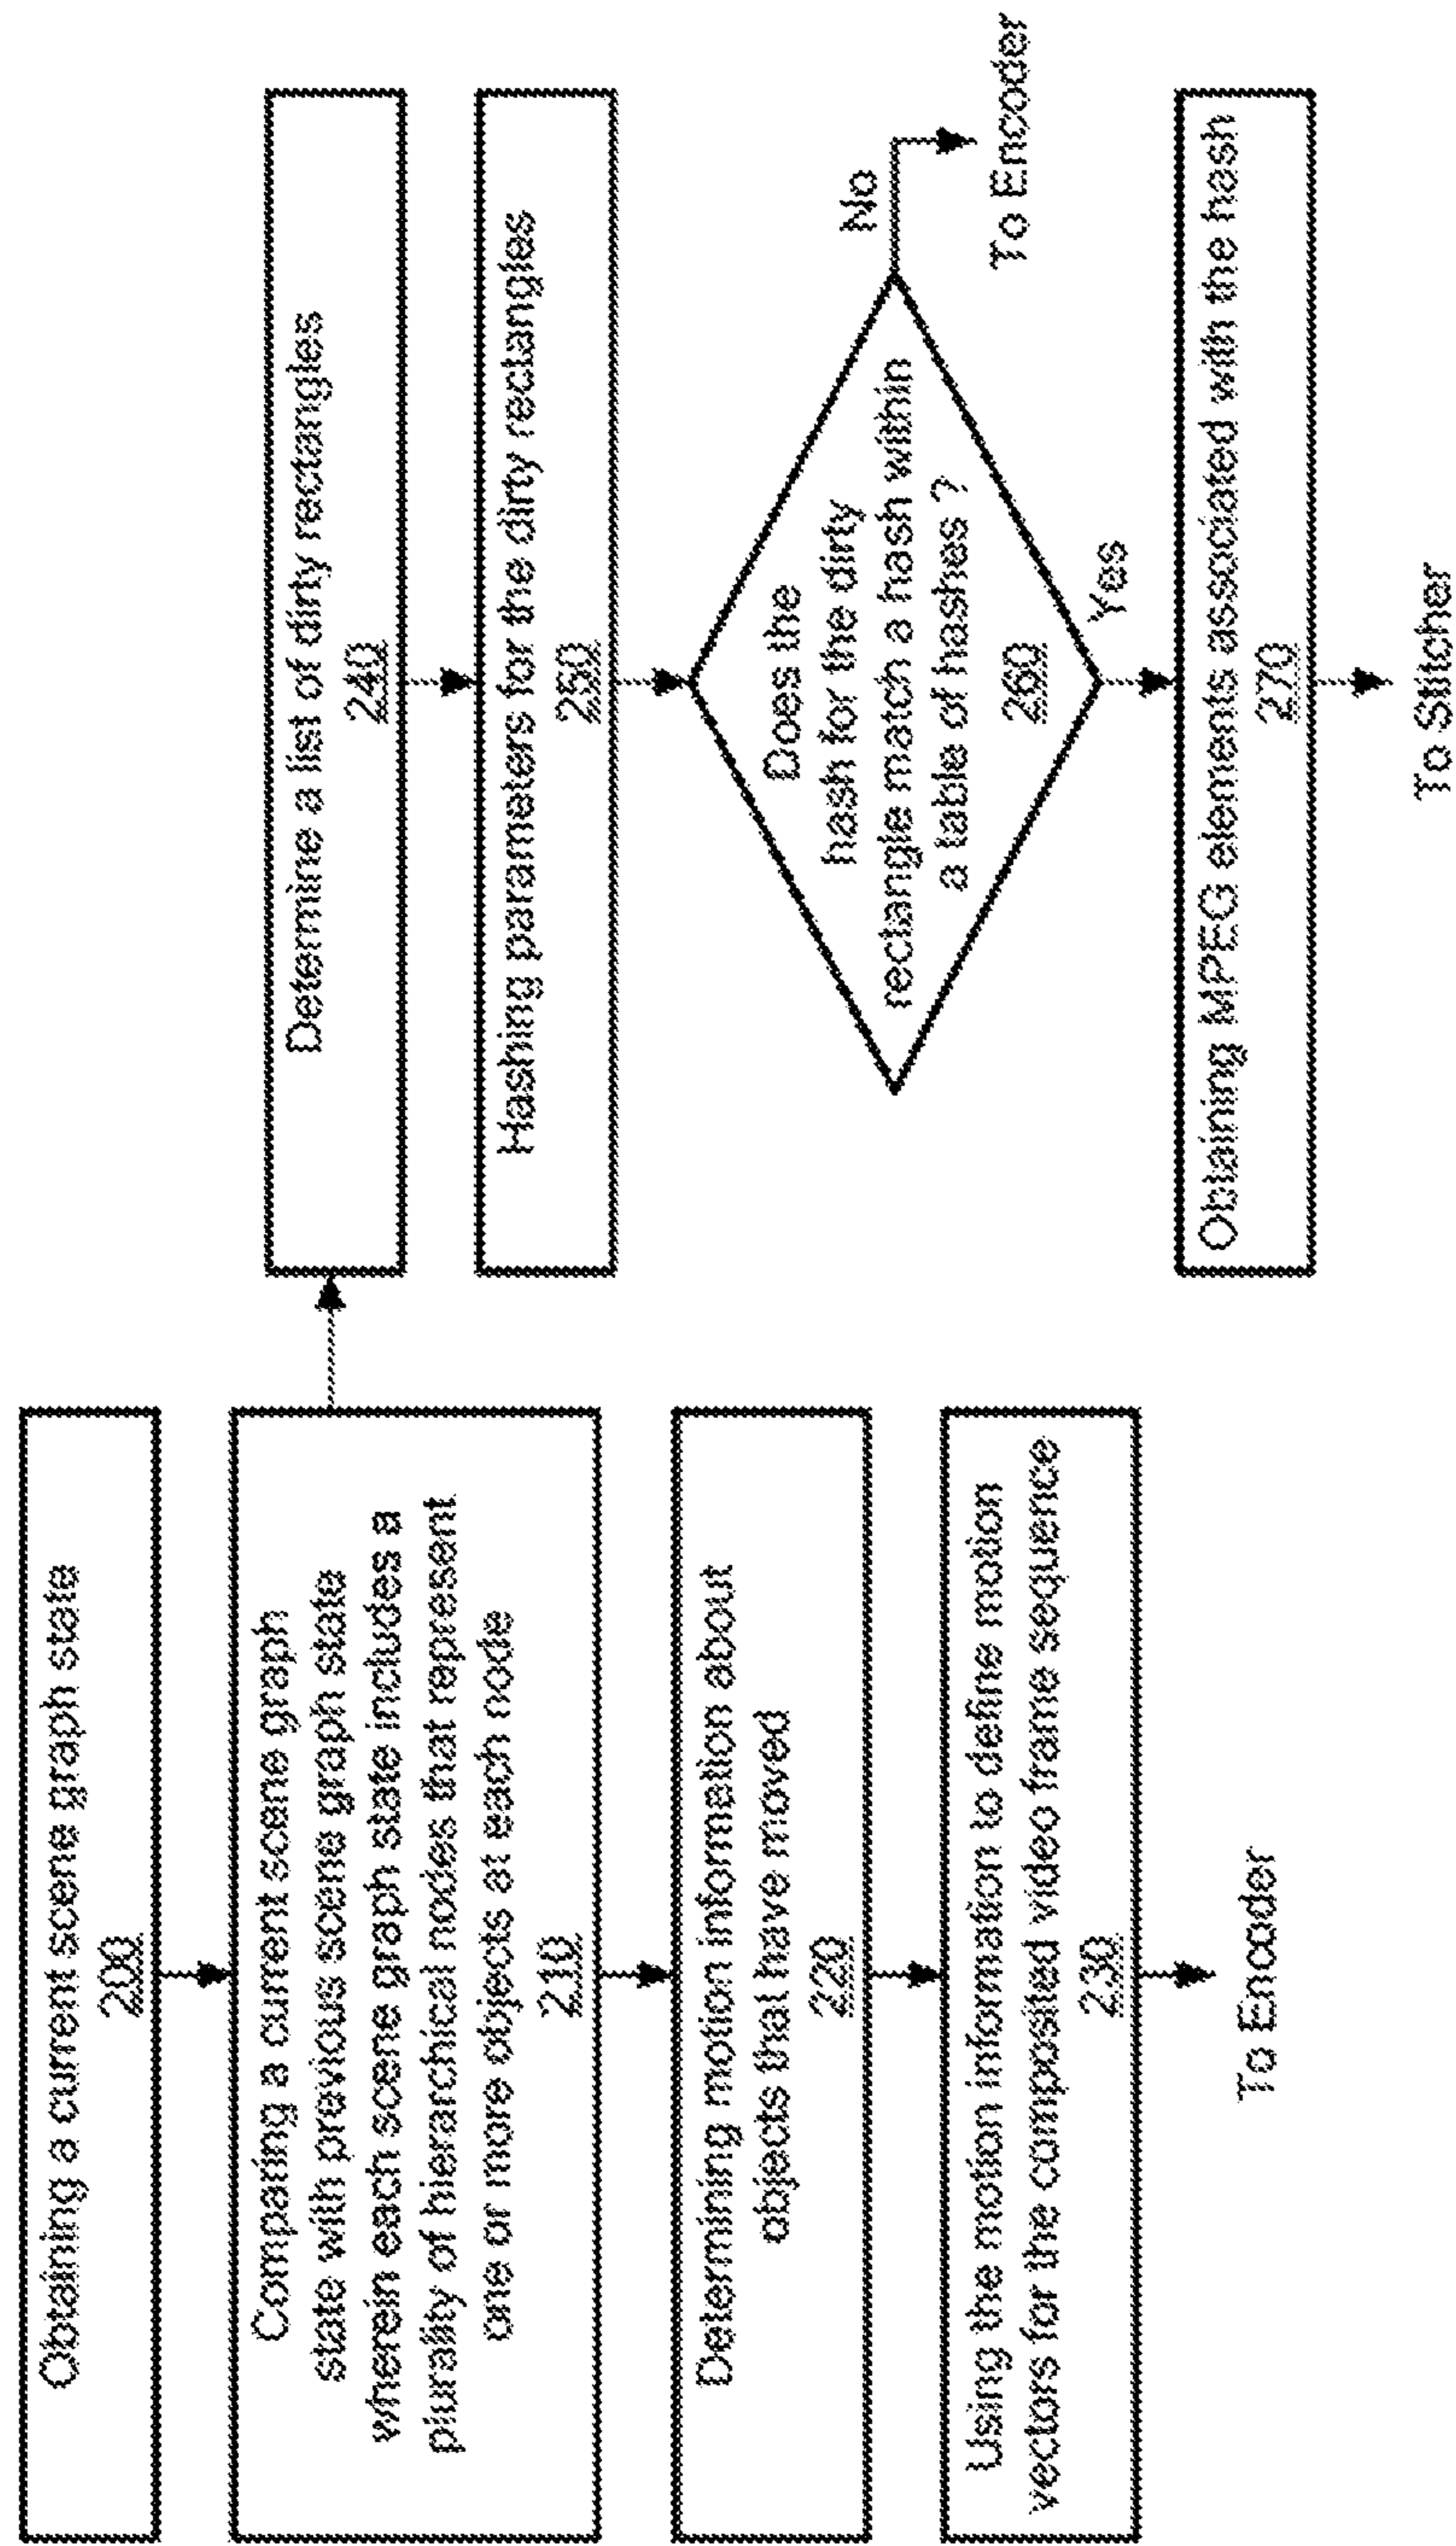 Obtaining a current scene graph state
200
Comparing a current scene graph
state with previous scene graph state
wherein each scene graph state includes a
plurality of hierarchical nodes that represent
one or more objects at each node
210
Determining motion information about
objects that have moved
220
Using the motion information to define motion
vectors for the composited video frame sequence
230
To Encoder
Determine a list of dirty rectangles
240
Hashing parameters for the dirty rectangles
250
Does the
hash for the dirty
rectangle match a hash within
a table of hashes ?
260
No
To Encoder
Yes
Obtaining MPEG elements associated with the hash
270
To Stitcher